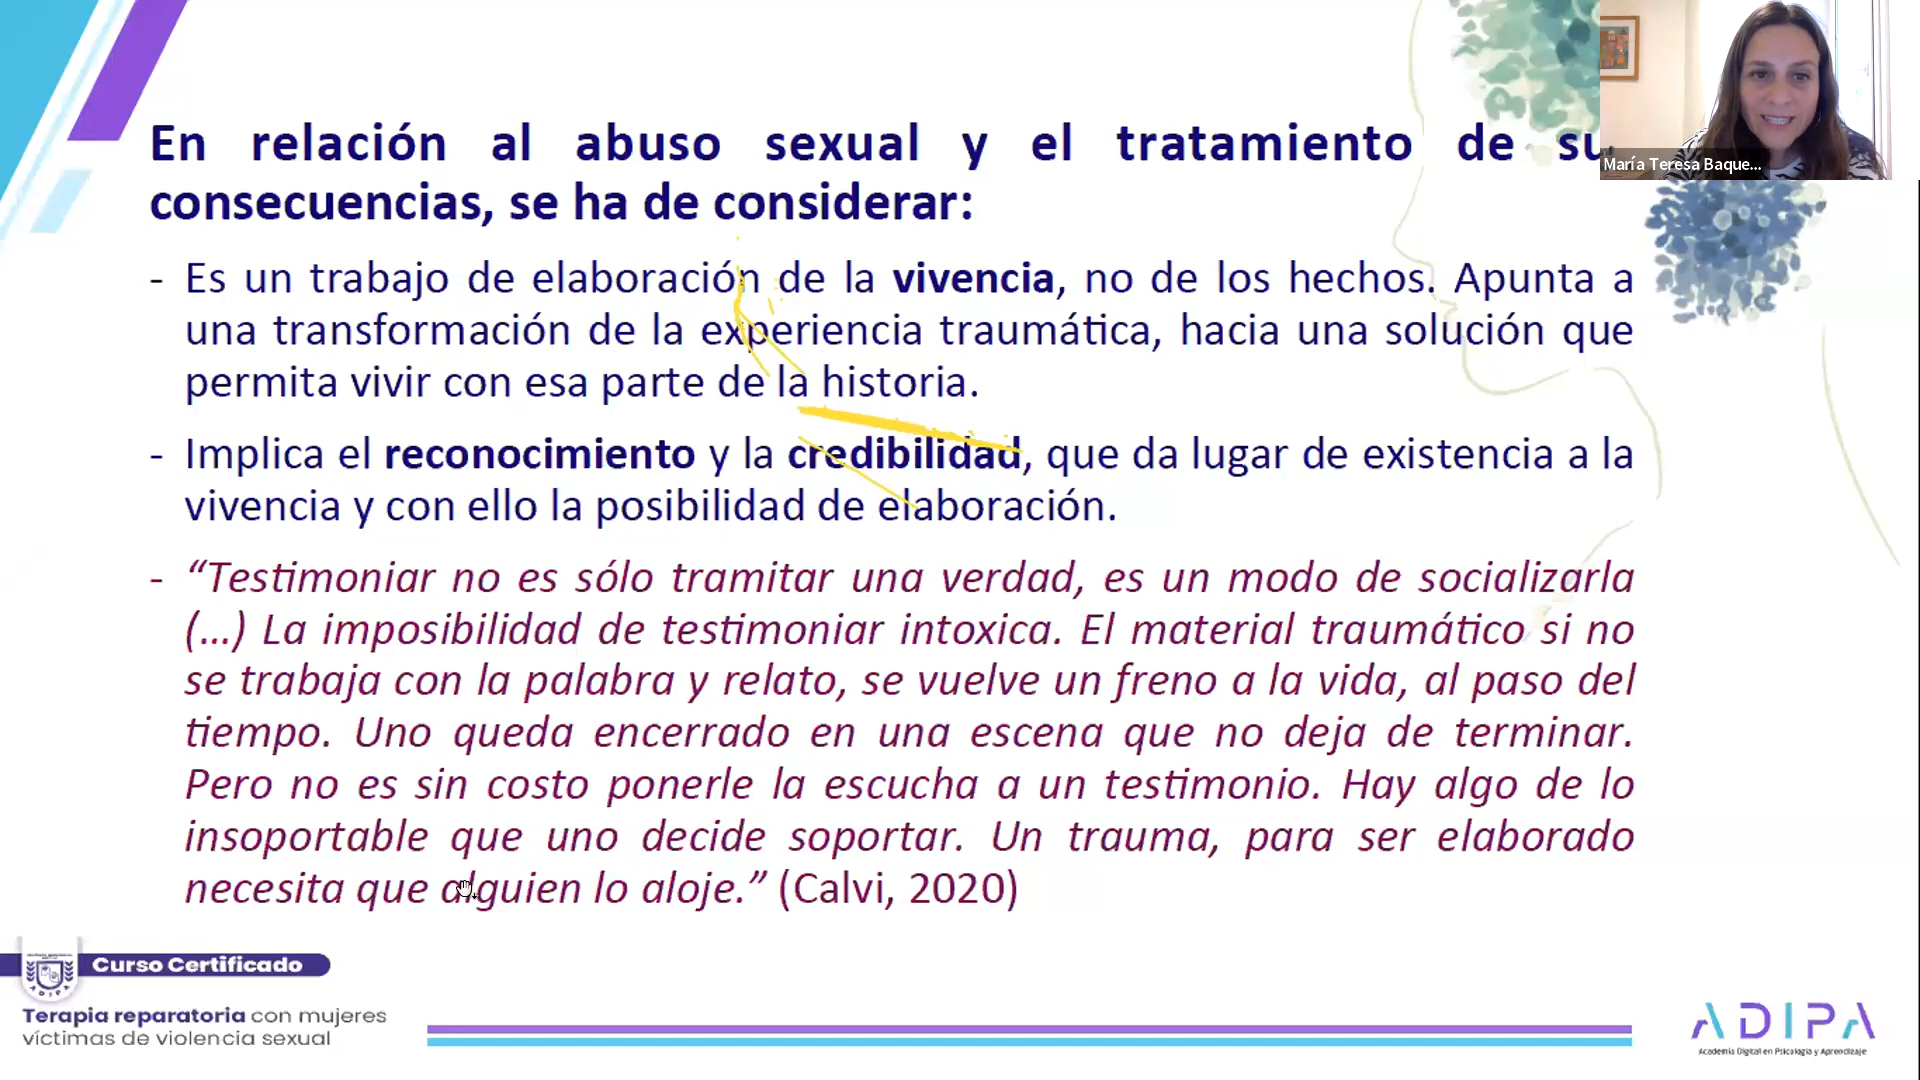 En relación al abuso sexual y el tratamiento de
consecuencias, se ha de considerar:
- Es un trabajo de elaboración de la vivencia, no de los hechos. Apunta a
una transformación de la experiencia traumática, hacia una solución que
permita vivir con esa parte de la historia.
- Implica el reconocimiento y la credibilidad, que da lugar de existencia a la
vivencia y con ello la posibilidad de elaboración.
- “Testimoniar no es sólo tramitar una verdad, es un modo de socializarla
(…) La imposibilidad de testimoniar intoxica. El material traumático si no
se trabaja con la palabra y relato, se vuelve un freno a la vida, al paso del
tiempo. Uno queda encerrado en una escena que no deja de terminar.
Pero no es sin costo ponerle la escucha a un testimonio. Hay algo de lo
insoportable que uno decide soportar. Un trauma, para ser elaborado
necesita que alguien lo aloje.” (Calvi, 2020)
María Teresa Baque...
Curso Certificado
ADIPA
Terapia reparatoria con mujeres
víctimas de violencia sexual
ADIPA
Academia Digital en Psicología y Aprendizaje